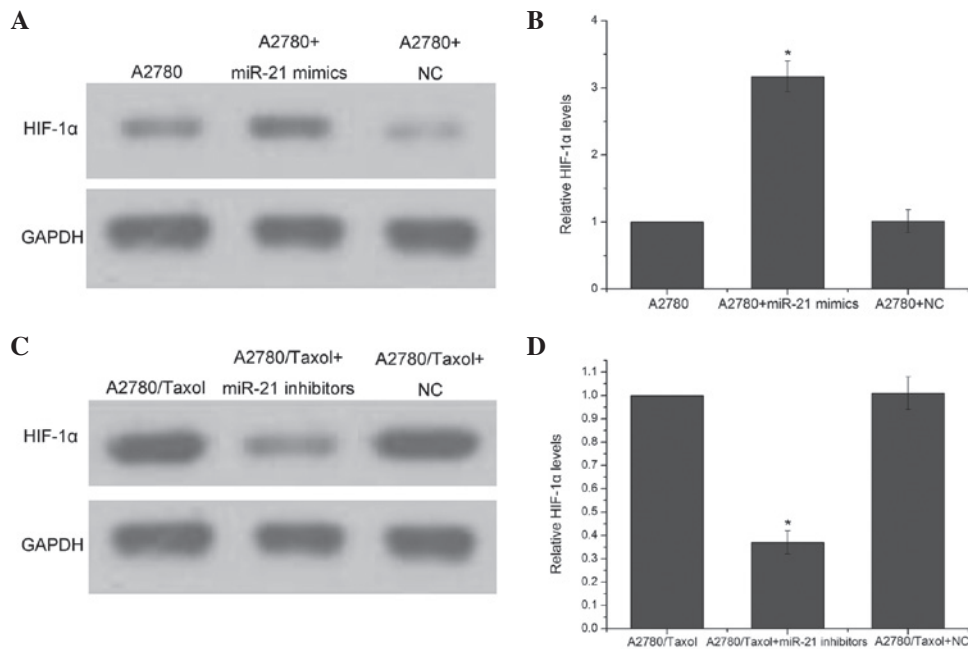 A
A2780
A2780+
miR-21 mimics
A2780+
NC
HIF-1α
GAPDH
B
Relative HIF-1α levels
4
3
2
1
0
*
A2780
A2780+miR-21 mimics
A2780+NC
C
A2780/Taxol
A2780/Taxol+
miR-21 inhibitors
A2780/Taxol+
NC
HIF-1α
GAPDH
D
Relative HIF-1α levels
1.1
1.0
0.9
0.8
0.7
0.6
0.5
0.4
0.3
0.2
0.1
0.0
*
A2780/Taxol
A2780/Taxol+miR-21 inhibitors
A2780/Taxol+NC